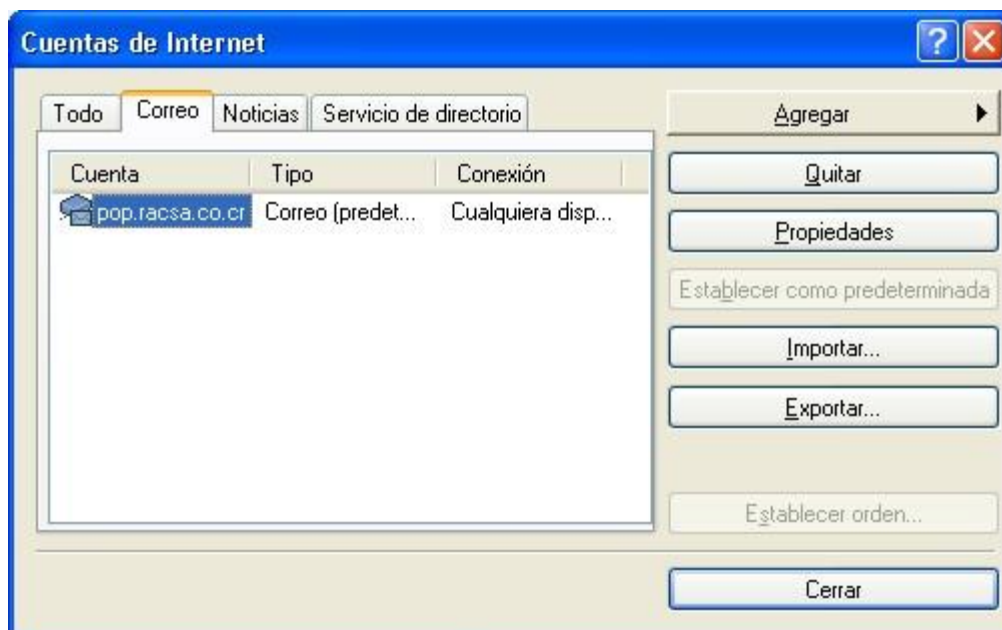 Cuentas de Internet
Todo Correo Noticias Servicio de directorio
Cuenta Tipo Conexión
pop.racsa.co.cr Correo (predet... Cualquiera disp...
Agregar
Quitar
Propiedades
Establecer como predeterminada
Importar...
Exportar...
Establecer orden...
Cerrar